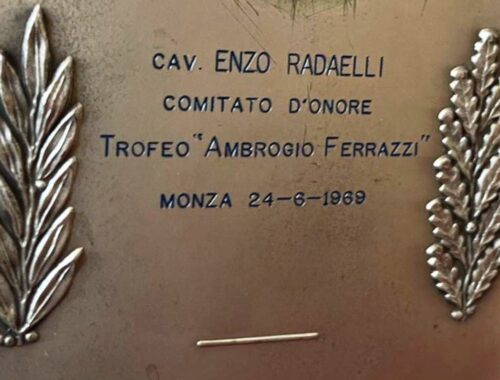 CAV. ENZO RADAELLI
COMITATO D'ONORE
TROFEO "AMBROGIO FERRAZZI"
MONZA 24-6-1969